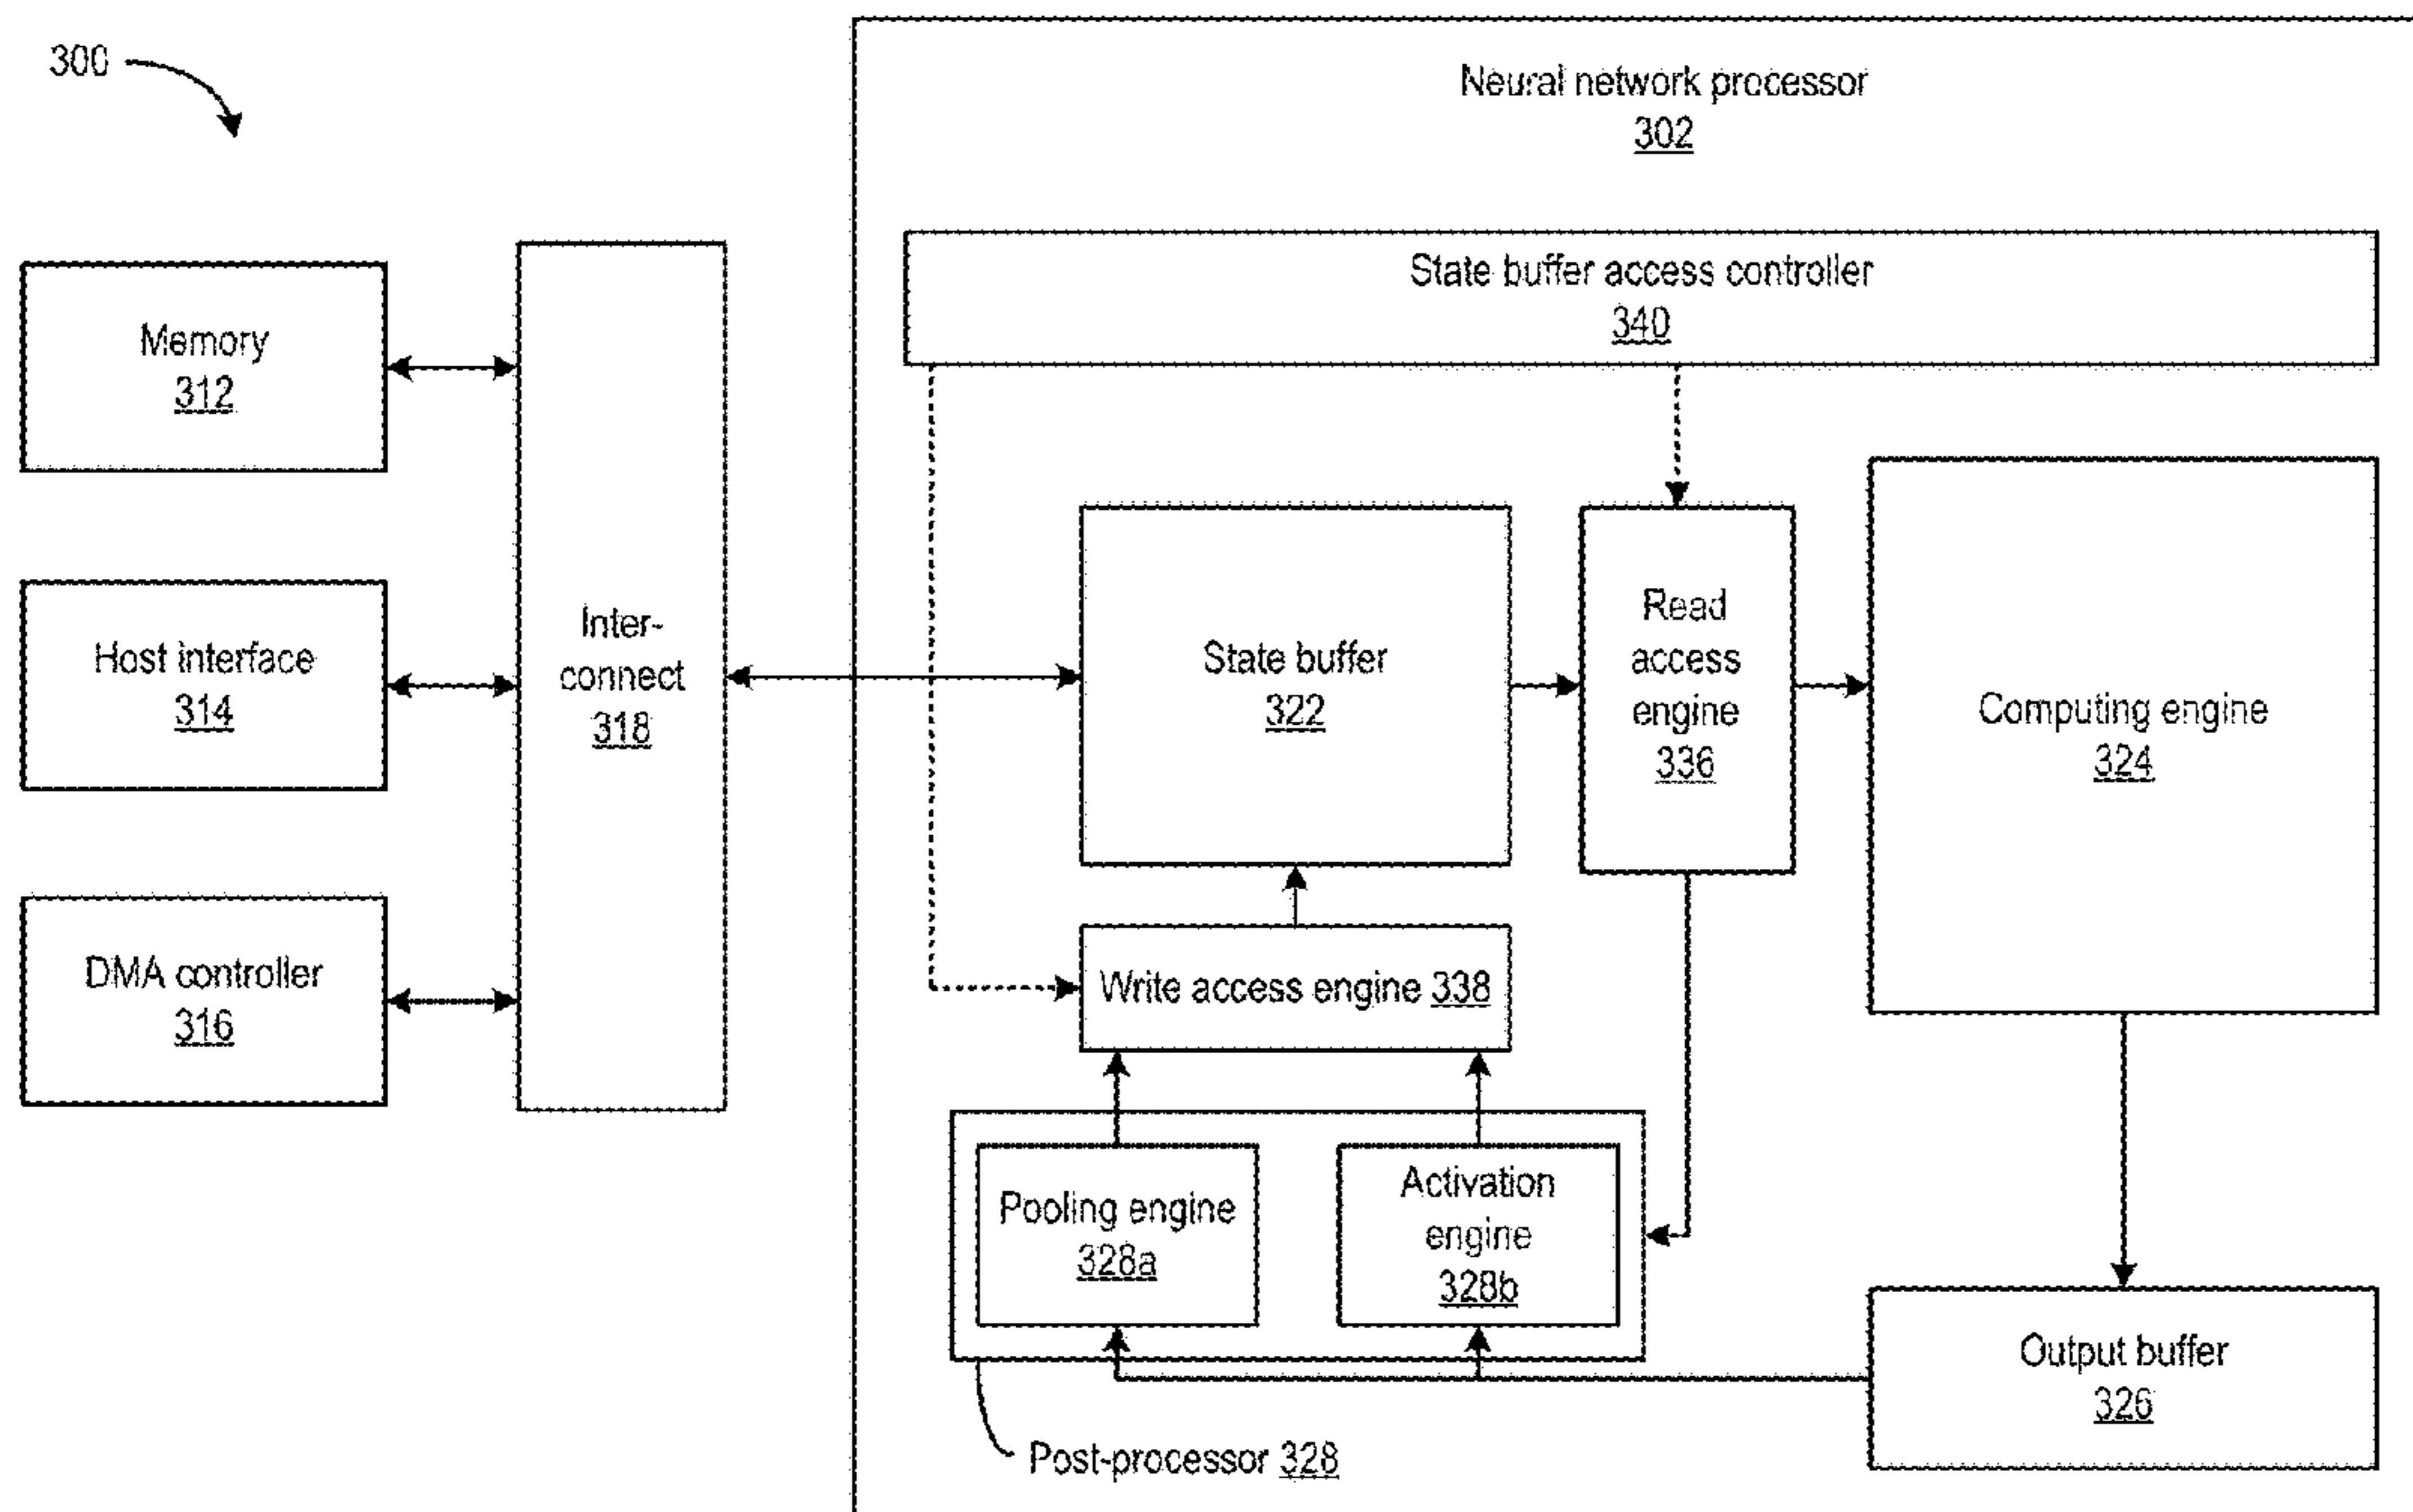 300
Neural network processor
302
State buffer access controller
340
Memory
312
Host interface
314
DMA controller
316
Inter-
connect
318
State buffer
322
Read
access
engine
336
Computing engine
324
Write access engine 338
Pooling engine
328a
Activation
engine
328b
Output buffer
326
Post-processor 328